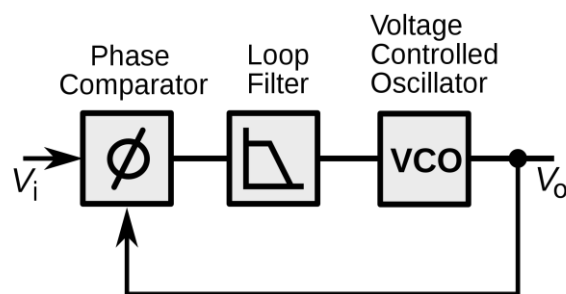 Phase
Comparator
Loop
Filter
Voltage
Controlled
Oscillator
Vi
ϕ
VCO
Vo